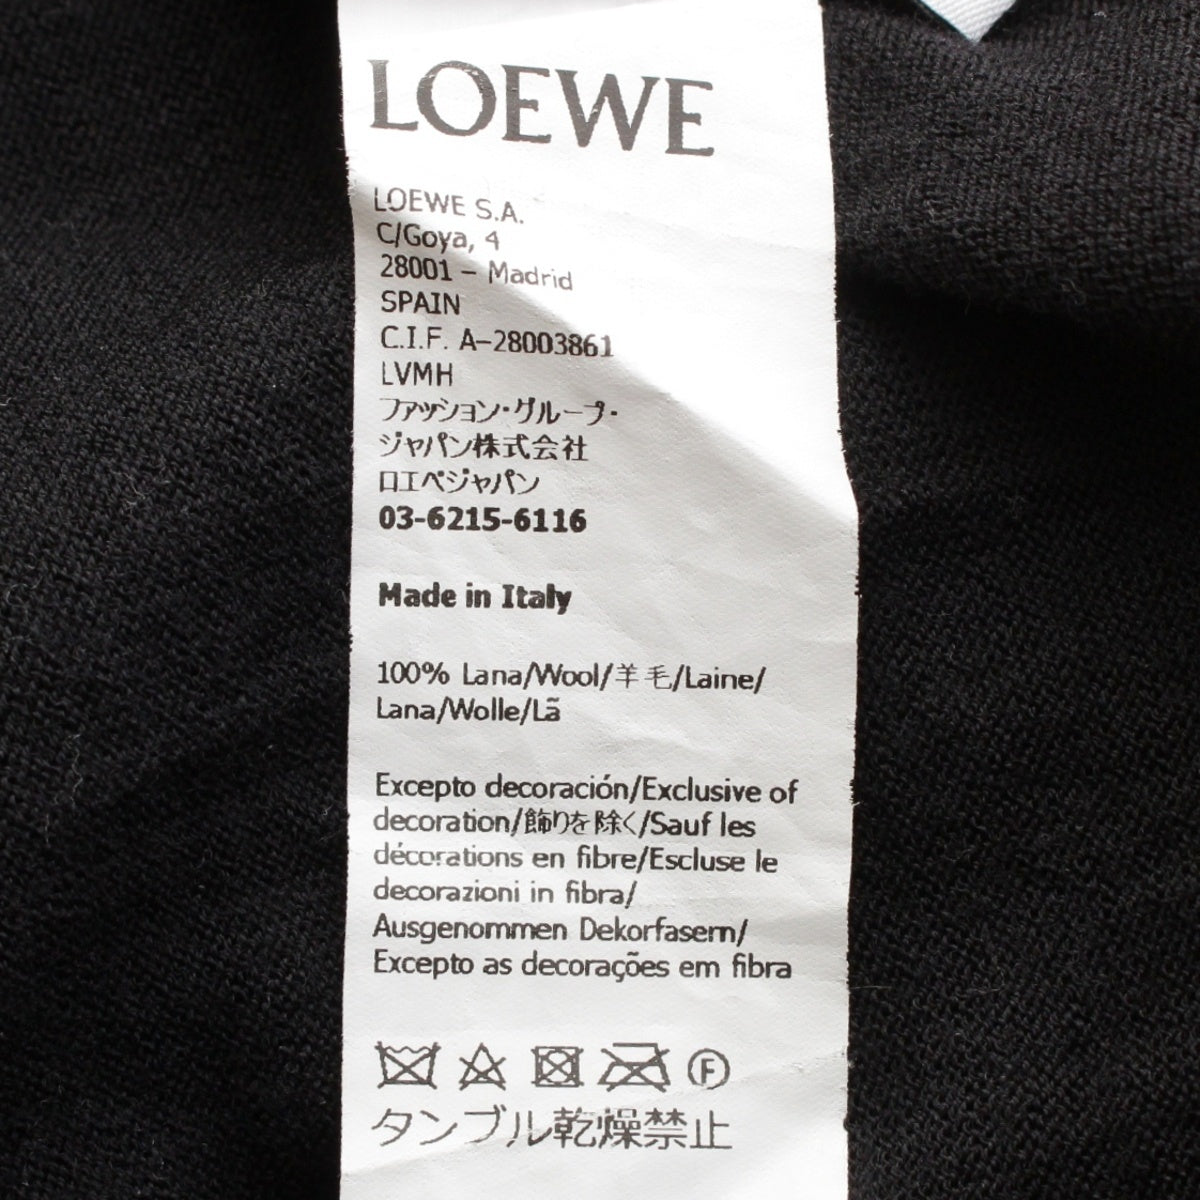 LOEWE
LOEWE S.A.
C/Goya, 4
28001 – Madrid
SPAIN
C.I.F. A–28003861
LVMH
ファッション・グループ・
ジャパン株式会社
ロエベジャパン
03-6215-6116
Made in Italy
100% Lana/Wool/羊毛/Laine/
Lana/Wolle/Lã
Excepto decoración/Exclusive of
decoration/飾りを除く/Sauf les
décorations en fibre/Escluse le
decorazioni in fibra/
Ausgenommen Dekorfasern/
Excepto as decorações em fibra
F
タンブル乾燥禁止